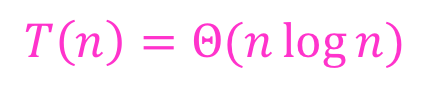 T(n) = Θ(n log n)